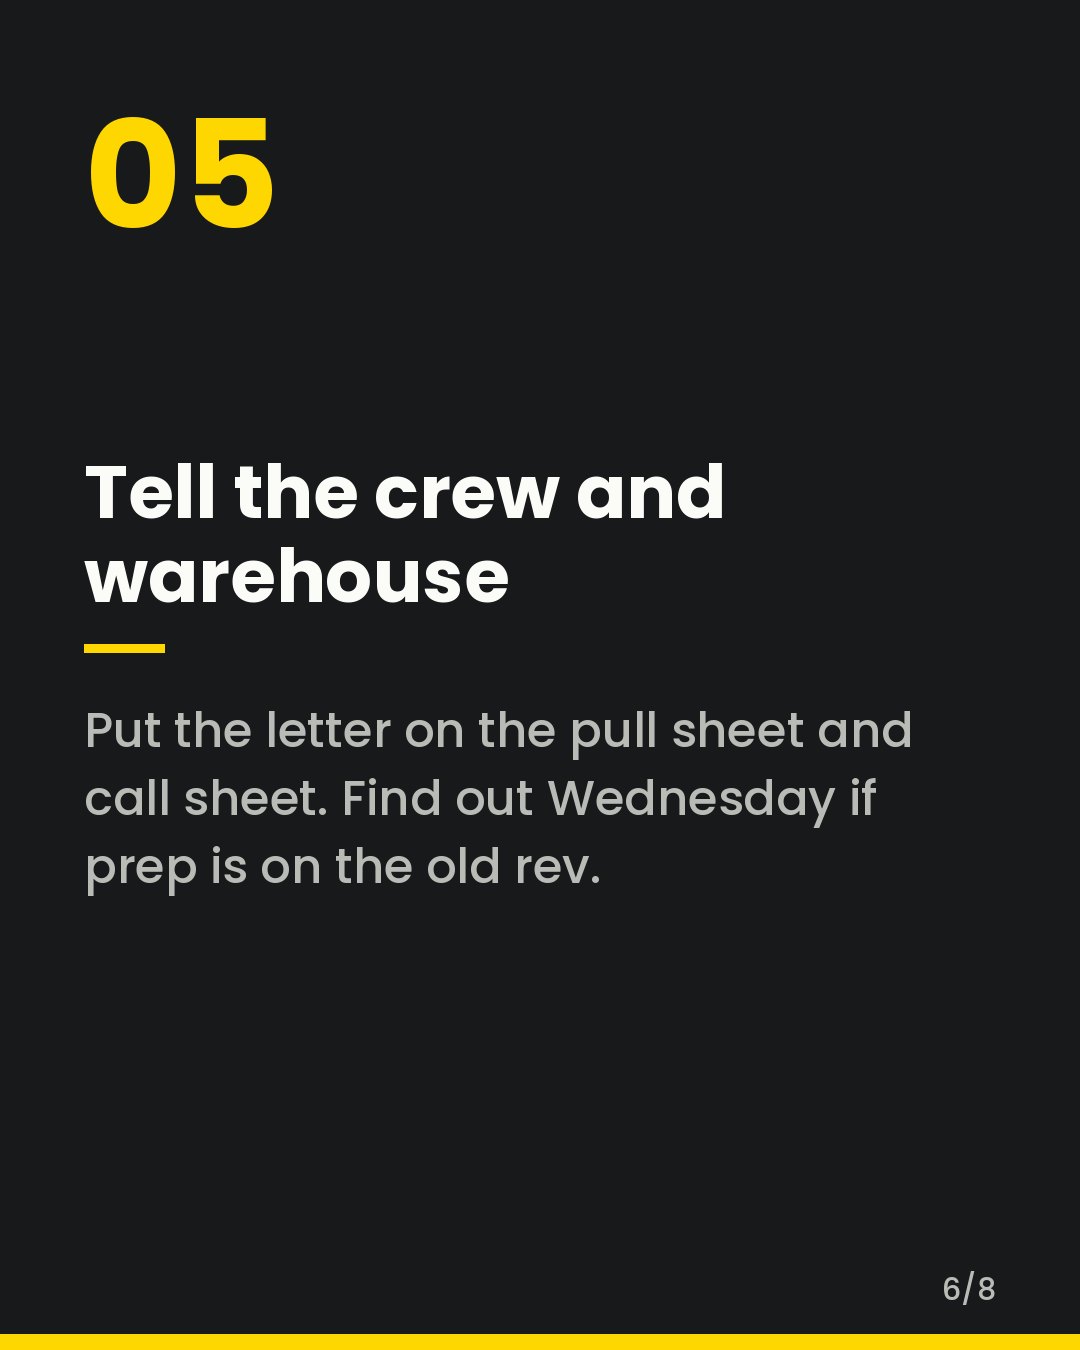 05
Tell the crew and
warehouse
Put the letter on the pull sheet and
call sheet. Find out Wednesday if
prep is on the old rev.
6/8